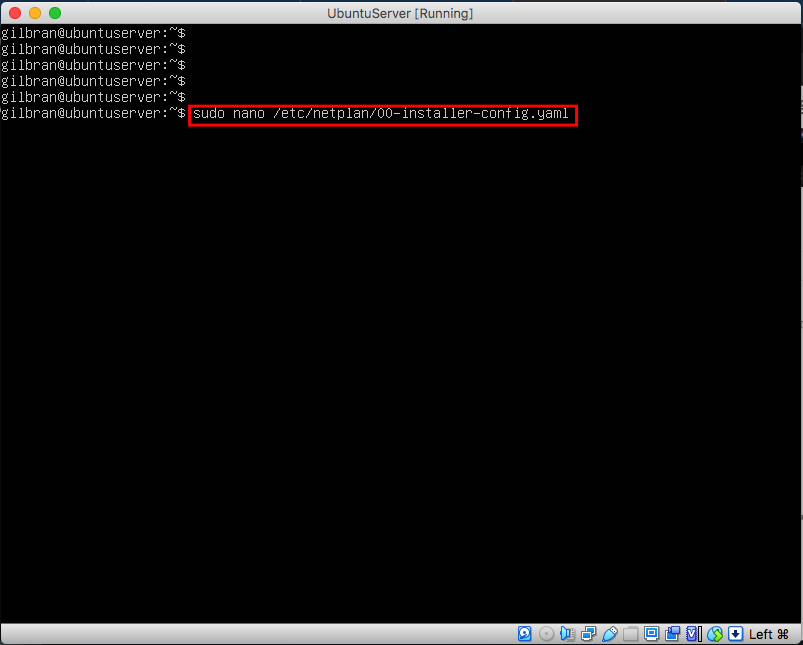 UbuntuServer [Running]
gilbran@ubuntuserver:~$
gilbran@ubuntuserver:~$
gilbran@ubuntuserver:~$
gilbran@ubuntuserver:~$
gilbran@ubuntuserver:~$
gilbran@ubuntuserver:~$ sudo nano /etc/netplan/00-installer-config.yaml
Left ⌘